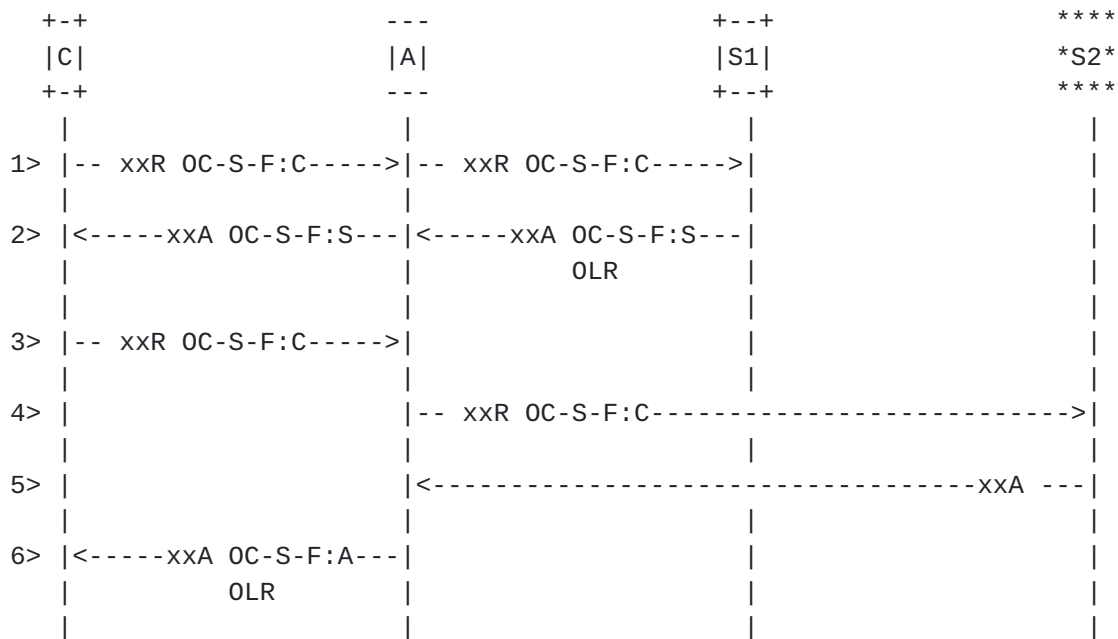 +-+                    ---                  +--+                  ****
|C|                    |A|                  |S1|                  *S2*
+-+                    ---                  +--+                  ****
|                      |                      |                      |
1> |-- xxR OC-S-F:C----->|-- xxR OC-S-F:C----->|                      |
|                      |                      |                      |
2> |<-----xxA OC-S-F:S---|<-----xxA OC-S-F:S---|                      |
|                      |          OLR         |                      |
|                      |                      |                      |
3> |-- xxR OC-S-F:C----->|                      |                      |
|                      |                      |                      |
4> |                      |-- xxR OC-S-F:C--------------------------->|
|                      |                      |                      |
5> |                      |<------------------------------------xxA ---|
|                      |                      |                      |
6> |<-----xxA OC-S-F:A---|                      |                      |
|          OLR         |                      |                      |
|                      |                      |                      |